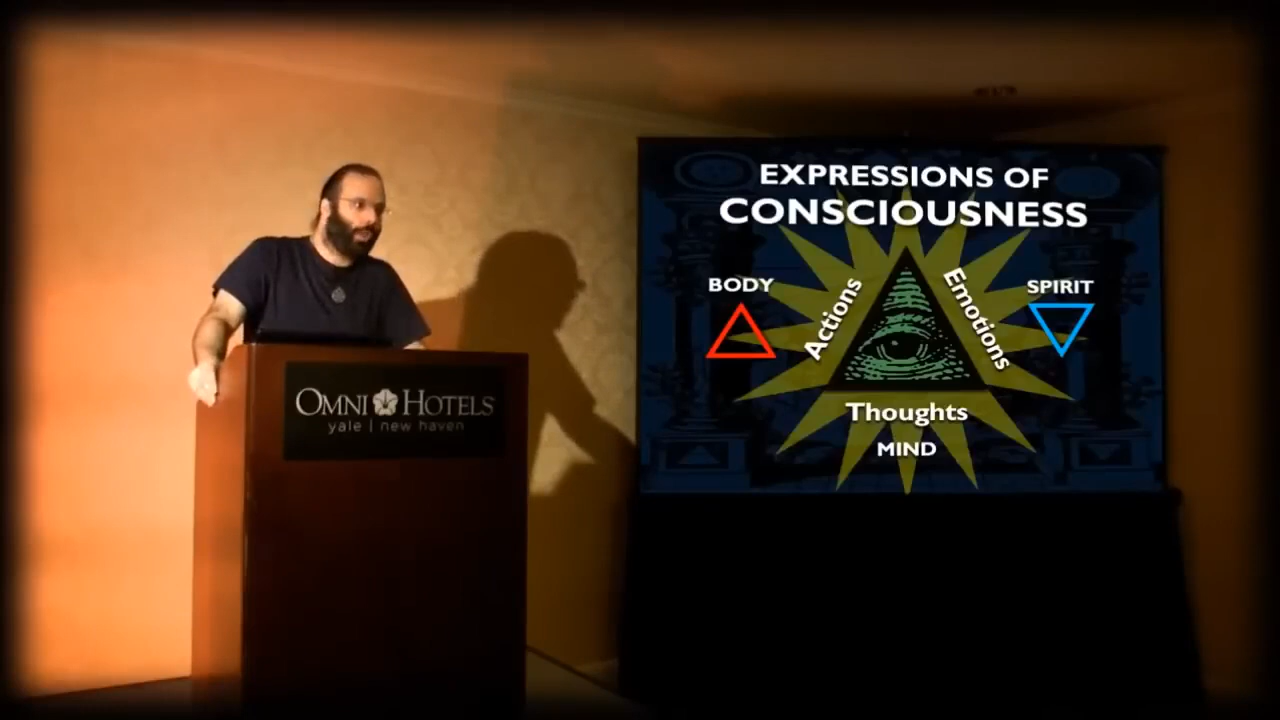 OMNI HOTELS
yale | new haven
EXPRESSIONS OF
CONSCIOUSNESS
BODY
Actions
Emotions
SPIRIT
Thoughts
MIND